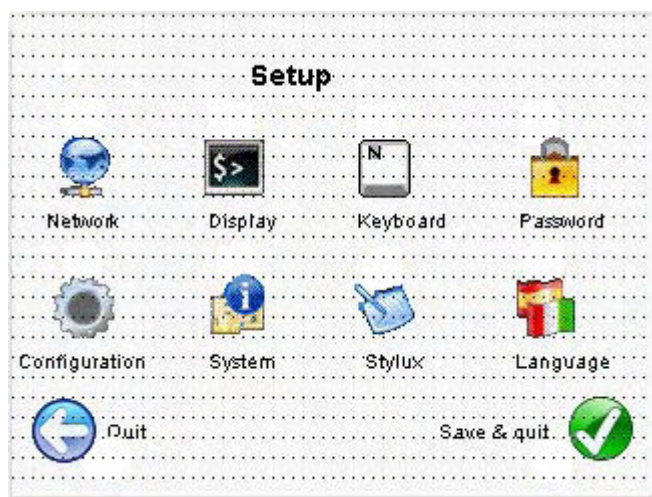 Setup
$>
N
Network Display Keyboard Password
Configuration System Stylux Language
Quit Save & quit